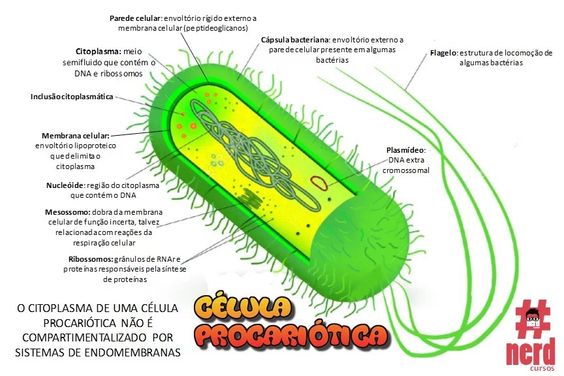 Parede celular: envoltório rígido externo a
membrana celular (peptideoglicanos)
Cápsula bacteriana: envoltório externo a
parede celular presente em algumas
bactérias
Flagelo: estrutura de locomoção de
algumas bactérias
Citoplasma: meio
semifluido que contém o
DNA e ribossomos
Inclusão citoplasmática
Membrana celular:
envoltório lipoproteico
que delimita o
citoplasma
Plasmídeo:
DNA extra
cromossomal
Nucleóide: região do citoplasma
que contém o DNA
Mesossomo: dobra da membrana
celular de função incerta, talvez
relacionada com reações da
respiração celular
Ribossomos: grânulos de RNAr e
proteínas responsáveis pela síntese
de proteínas
O CITOPLASMA DE UMA CÉLULA
PROCARIÓTICA NÃO É
COMPARTIMENTALIZADO POR
SISTEMAS DE ENDOMEMBRANAS
CÉLULA
PROCARIÓTICA
#
nerd
cursos